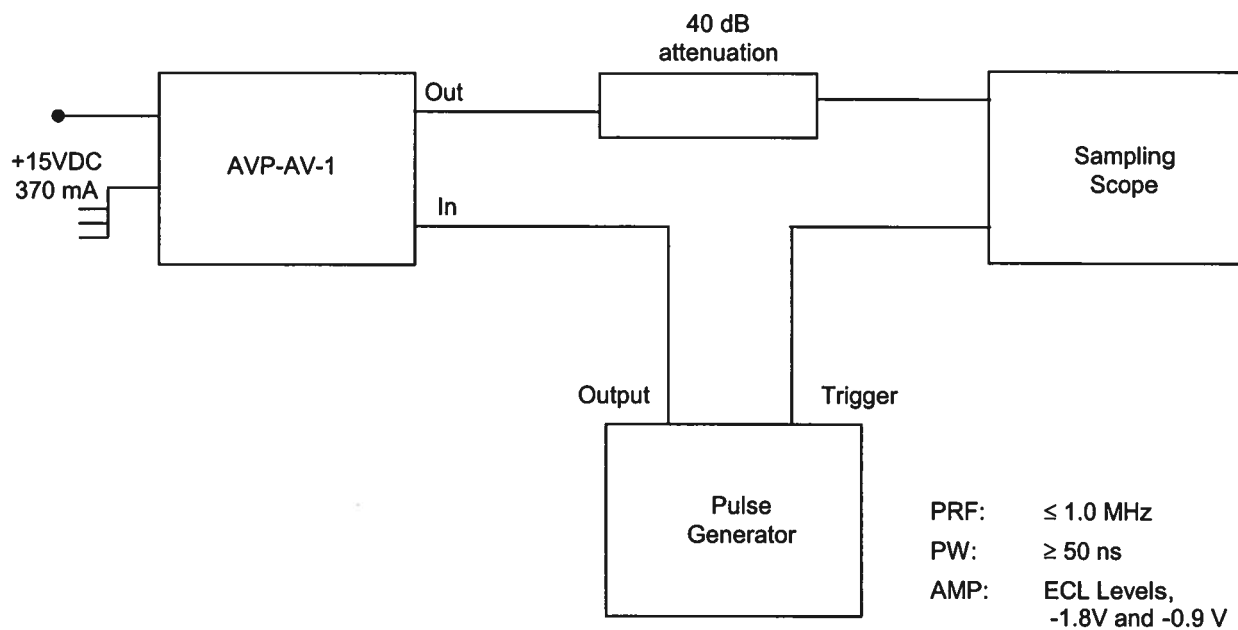 40 dB
attenuation
Out
+15VDC
370 mA
AVP-AV-1
Sampling
Scope
In
Output
Trigger
Pulse
Generator
PRF: ≤ 1.0 MHz
PW: ≥ 50 ns
AMP: ECL Levels,
-1.8V and -0.9 V